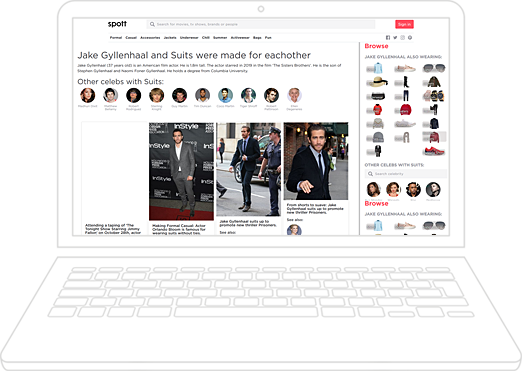 spott
Search for movies, tv shows, brands or people
Sign in
Formal Casual Accessories Jackets Underwear Chill Summer Activewear Bags Fun
Jake Gyllenhaal and Suits were made for eachother
Jake Gyllenhaal (37 years old) is an American film actor. He is 1.8m tall. The actor starred in 2018 in the film 'The Sisters Brothers'. He is the son of
Stephen Gyllenhaal and Naomi Foner Gyllenhaal. He holds a degree from Columbia University.
Other celebs with Suits:
InStyle
InStyle
Attending a taping of 'The
Tonight Show Starring Jimmy
Fallon' on October 28th, actor
Making Formal Casual: Actor
Orlando Bloom is famous for
wearing suits without ties.
Jake Gyllenhaal suits up to
promote new thriller Prisoners.
See also:
From shorts to suave: Jake
Gyllenhaal suits up to promote
new thriller Prisoners.
See also:
Browse
JAKE GYLLENHAAL ALSO WEARING:
OTHER CELEBS WITH SUITS:
Search celebrity
Browse
JAKE GYLLENHAAL ALSO WEARING: